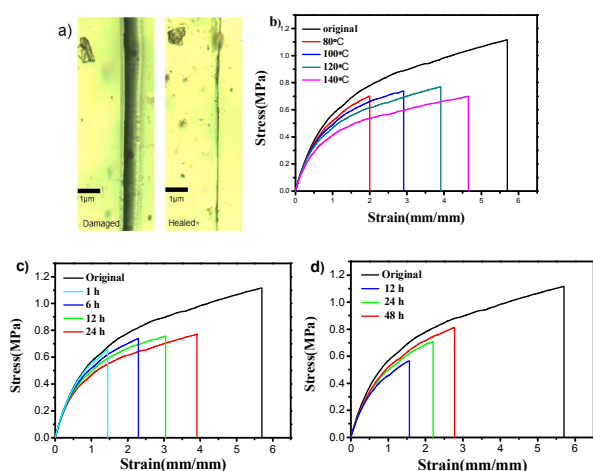 a)
1μm
Damaged
1μm
Healed
b)
original
80℃
100℃
120℃
140℃
Stress(MPa)
1.2
1.0
0.8
0.6
0.4
0.2
0.0
0 1 2 3 4 5 6
Strain(mm/mm)
c)
Original
1 h
6 h
12 h
24 h
Stress(MPa)
1.2
1.0
0.8
0.6
0.4
0.2
0.0
0 1 2 3 4 5 6
Strain(mm/mm)
d)
Original
12 h
24 h
48 h
Stress(MPa)
1.2
1.0
0.8
0.6
0.4
0.2
0.0
0 1 2 3 4 5 6
Strain(mm/mm)